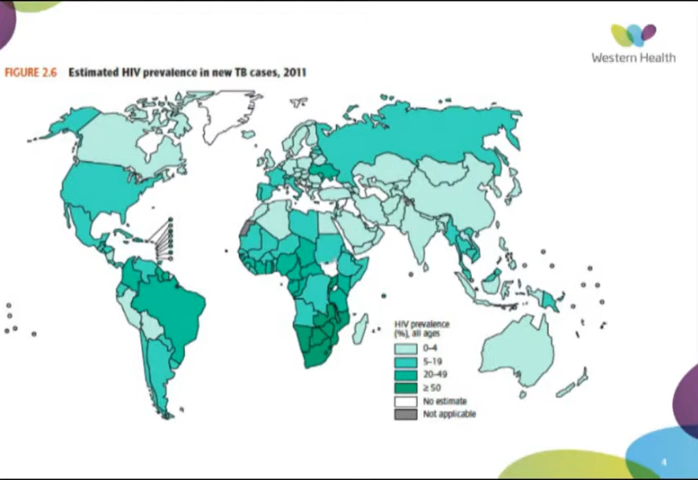 Western Health
FIGURE 2.6 Estimated HIV prevalence in new TB cases, 2011
HIV prevalence
(%), all ages
0–4
5–19
20–49
≥ 50
No estimate
Not applicable
4